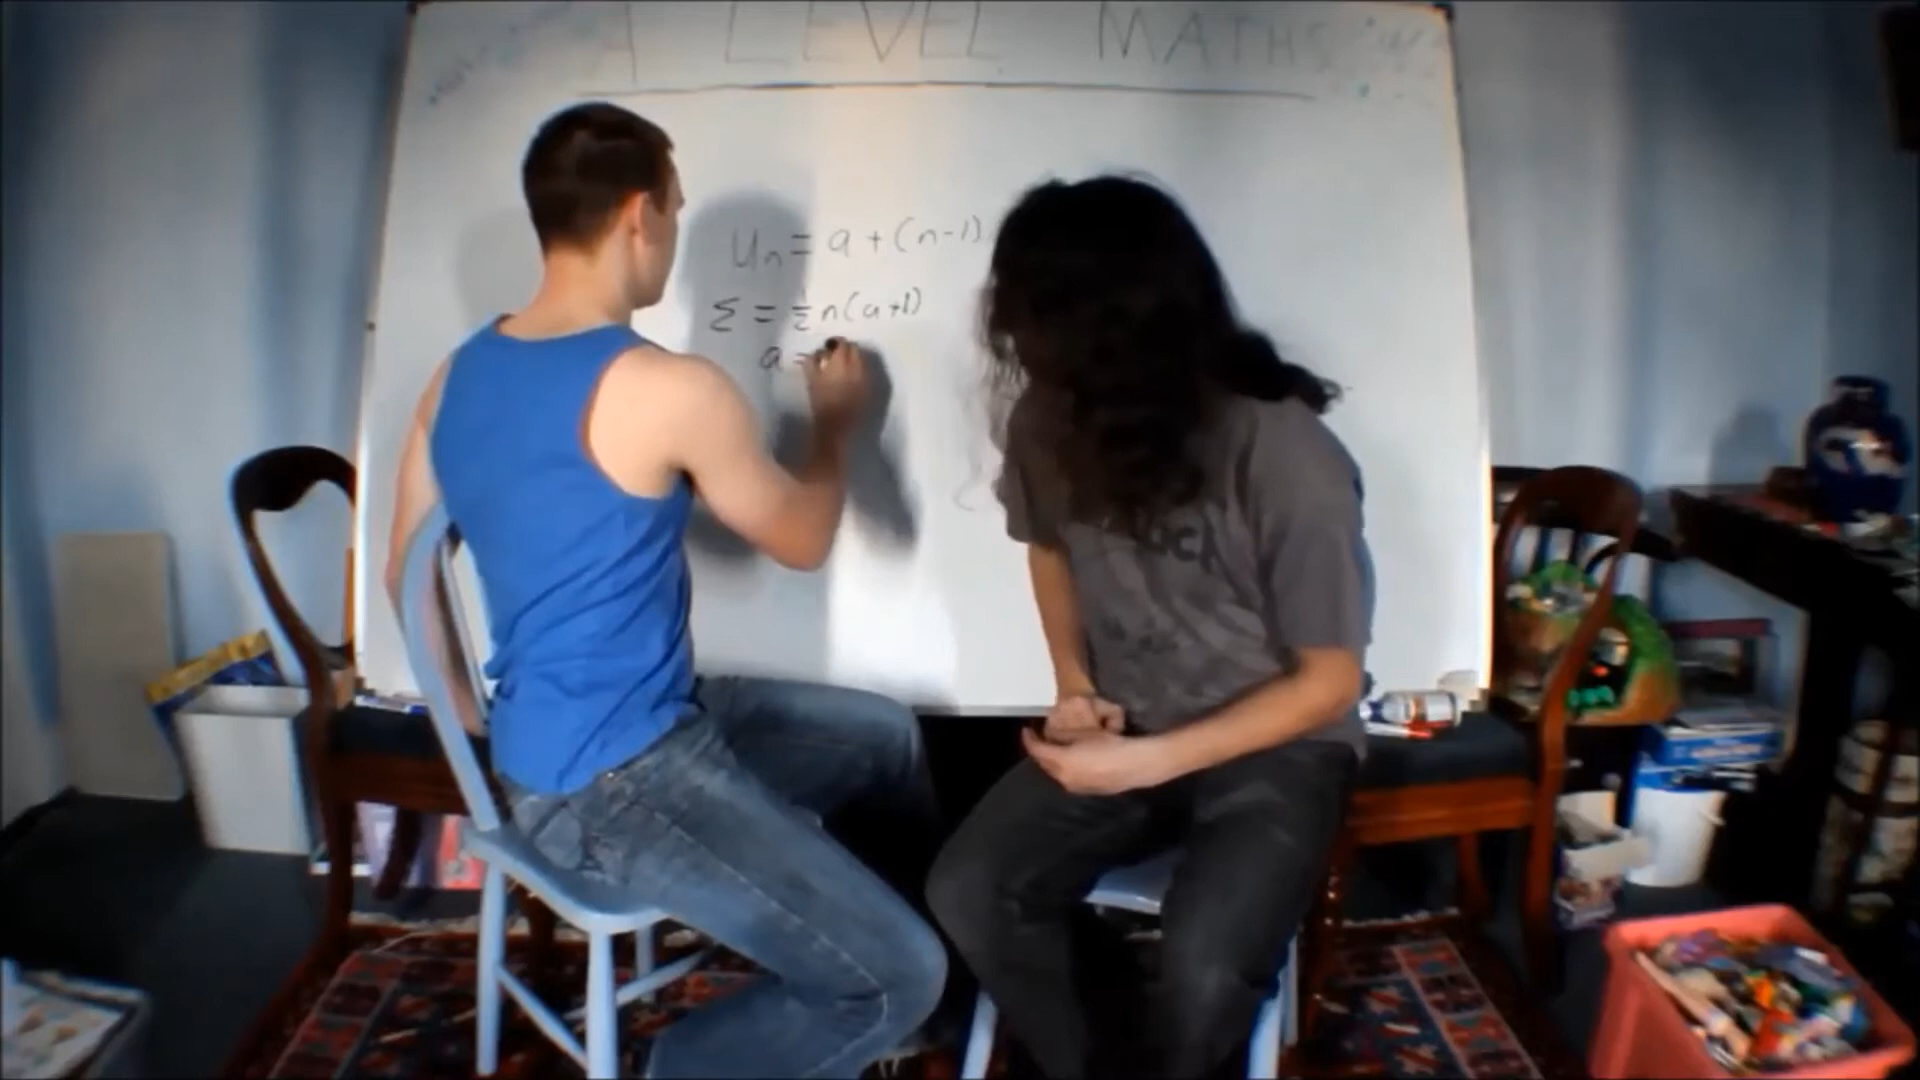 A LEVEL MATHS
Un = a + (n-1)
Σ = ½n(a+l)
a =